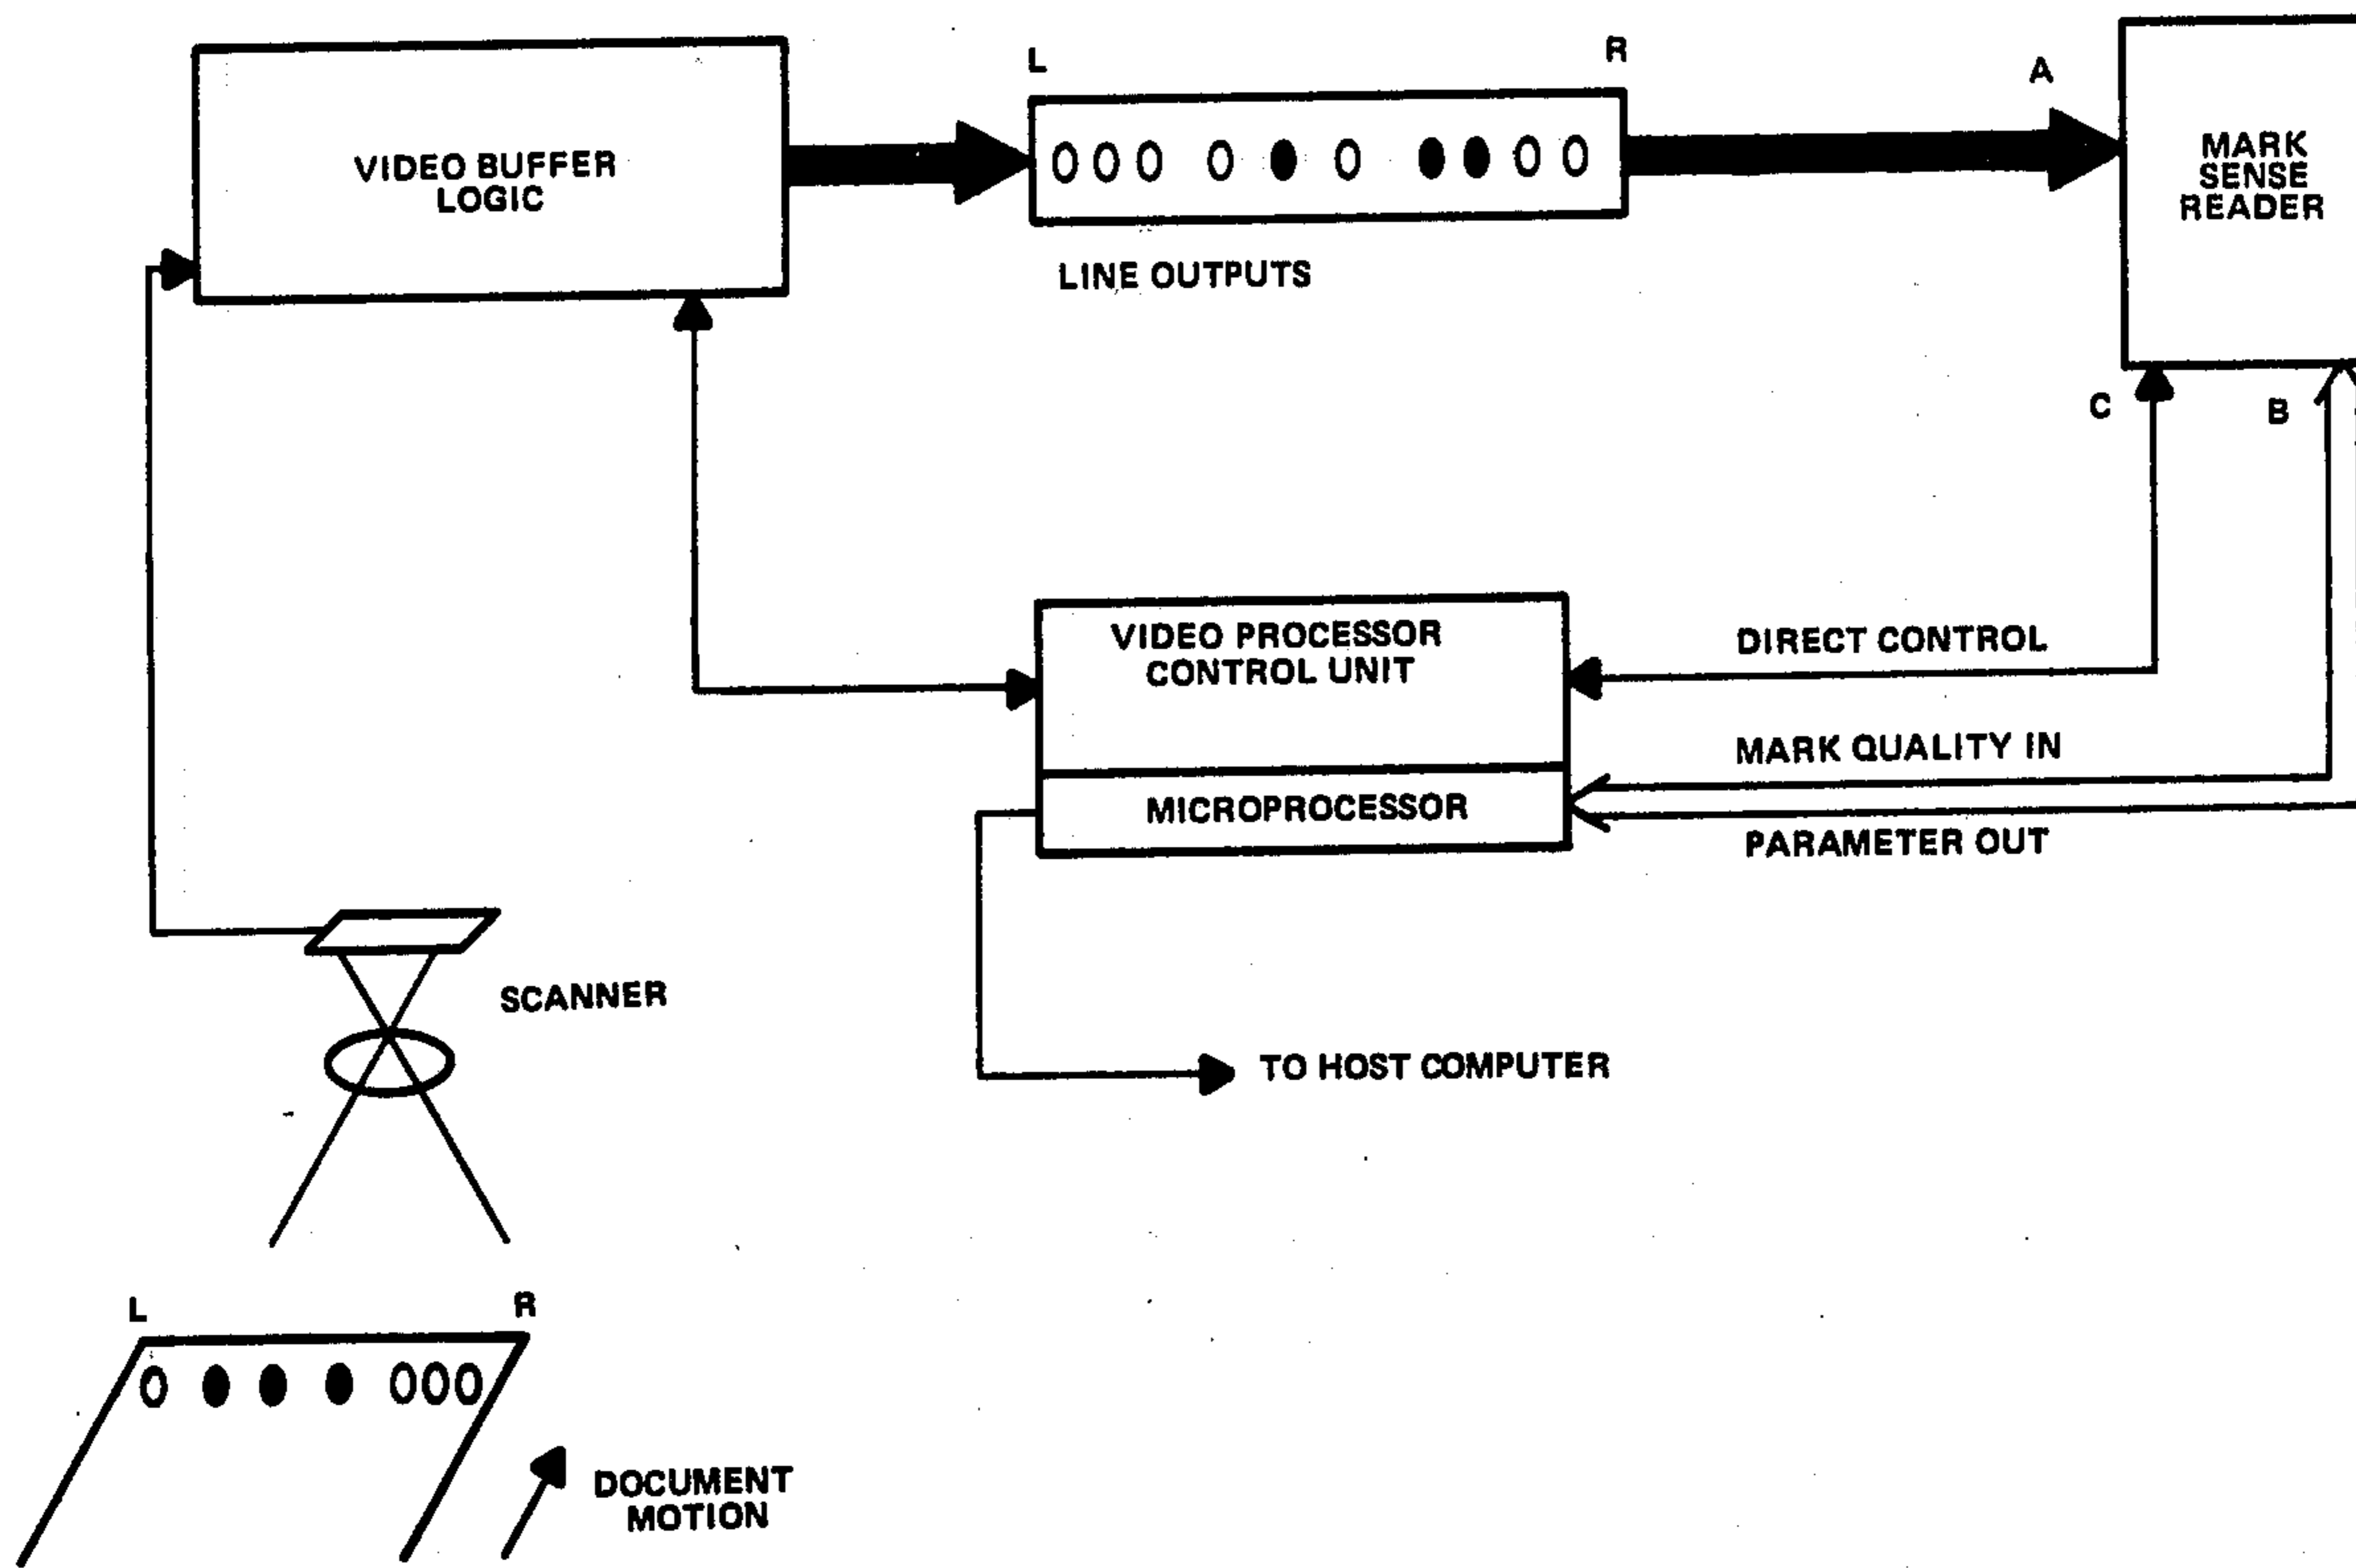 L
R
A
VIDEO BUFFER
LOGIC
MARK
SENSE
READER
LINE OUTPUTS
C
B
VIDEO PROCESSOR
CONTROL UNIT
DIRECT CONTROL
MARK QUALITY IN
MICROPROCESSOR
PARAMETER OUT
SCANNER
TO HOST COMPUTER
L
R
DOCUMENT
MOTION